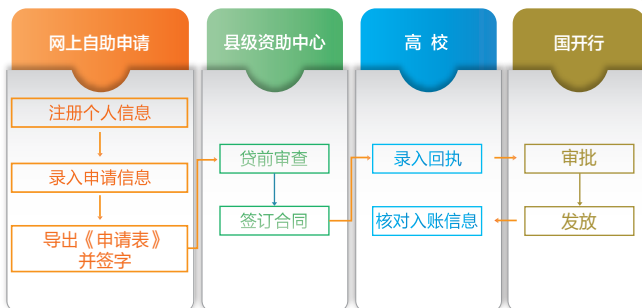 网上自助申请
县级资助中心
高 校
国开行
注册个人信息
录入申请信息
导出《申请表》
并签字
贷前审查
签订合同
录入回执
核对入账信息
审批
发放